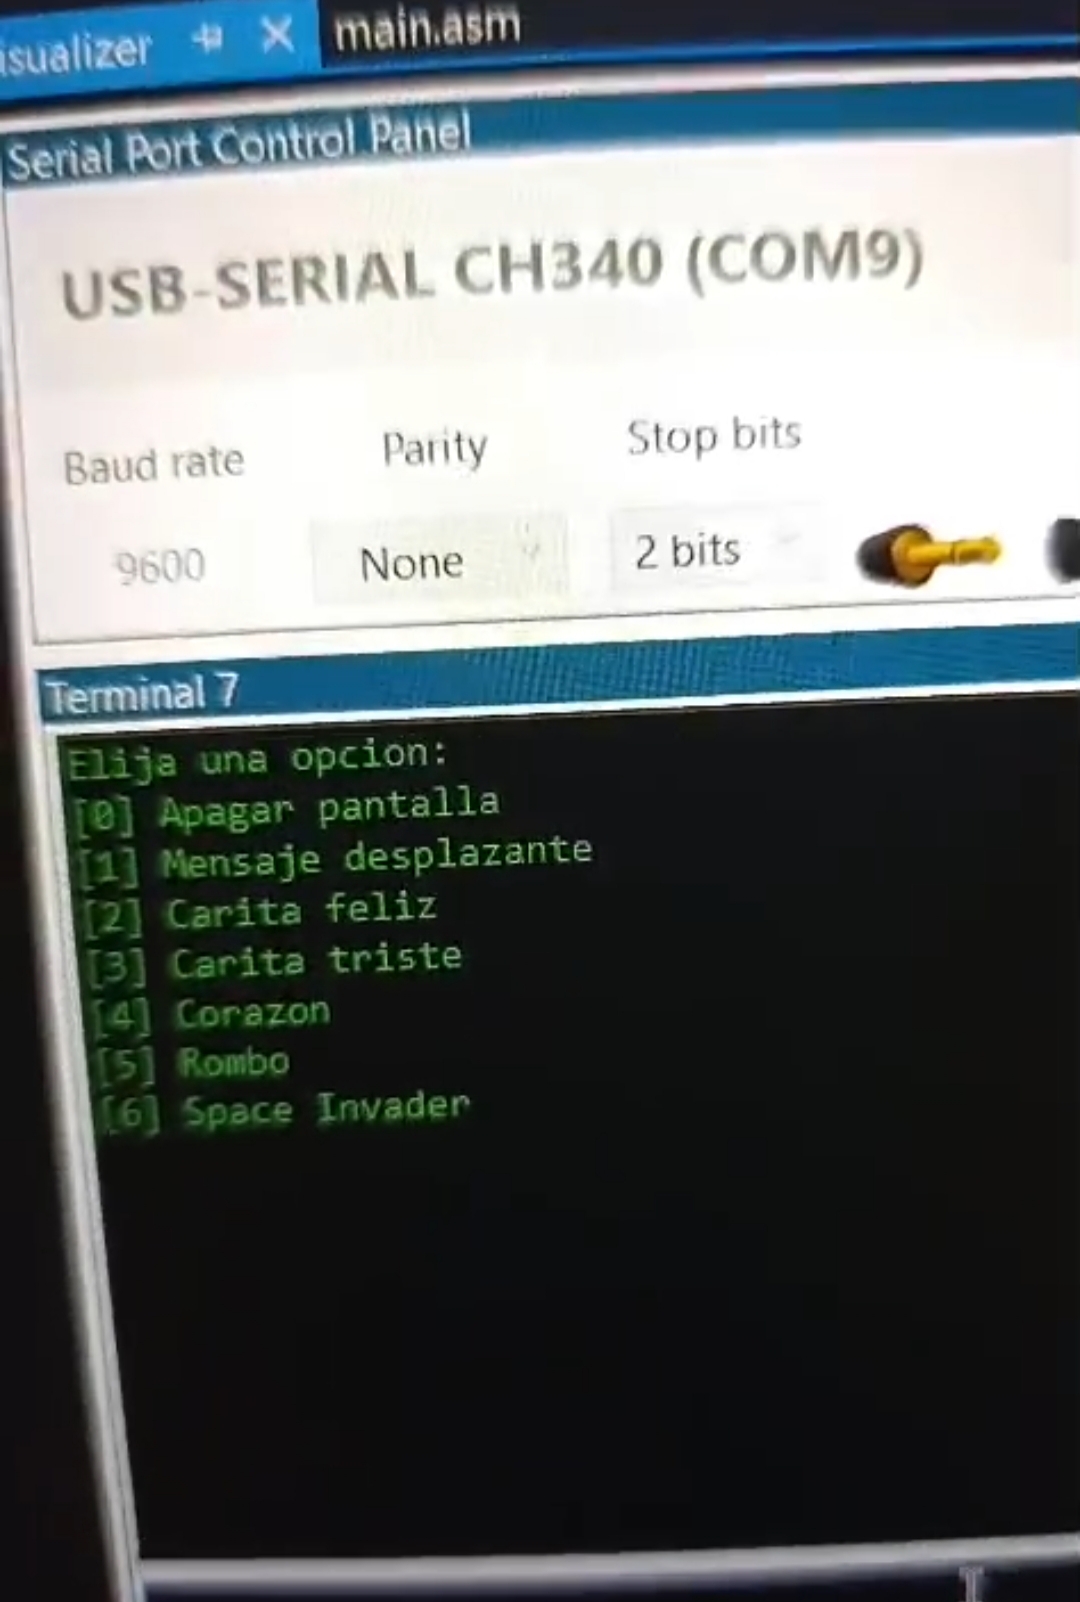 isualizer main.asm
Serial Port Control Panel
USB-SERIAL CH340 (COM9)
Baud rate Parity Stop bits
9600 None 2 bits
Terminal 7
Elija una opcion:
[0] Apagar pantalla
[1] Mensaje desplazante
[2] Carita feliz
[3] Carita triste
[4] Corazon
[5] Rombo
[6] Space Invader